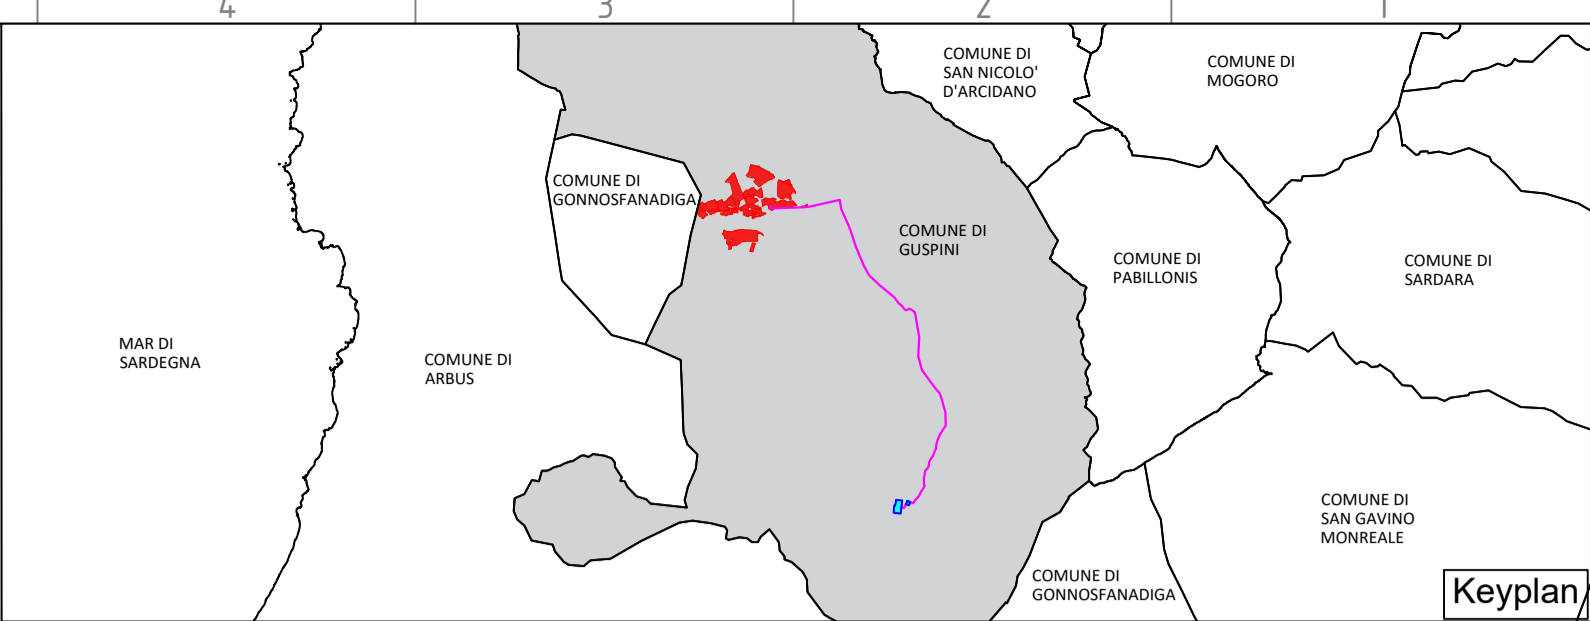 4 3 2 1
COMUNE DI
SAN NICOLO'
D'ARCIDANO
COMUNE DI
MOGORO
COMUNE DI
GONNOSFANADIGA
COMUNE DI
GUSPINI
COMUNE DI
PABILLONIS
COMUNE DI
SARDARA
MAR DI
SARDEGNA
COMUNE DI
ARBUS
COMUNE DI
SAN GAVINO
MONREALE
COMUNE DI
GONNOSFANADIGA
Keyplan